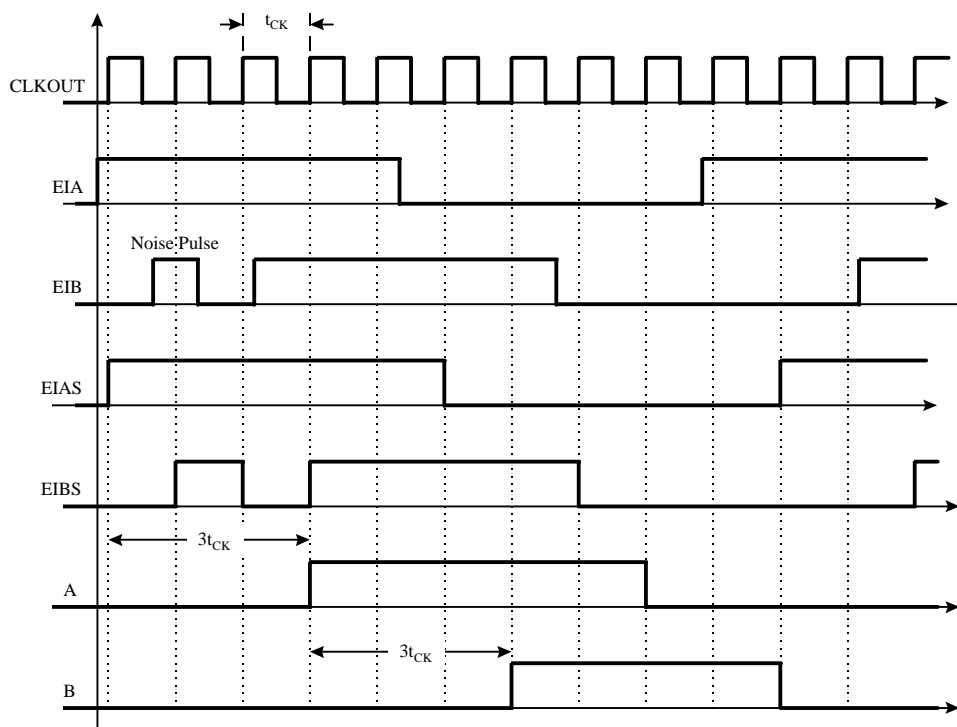 tCK
CLKOUT
EIA
Noise Pulse
EIB
EIAS
EIBS
3tCK
A
3tCK
B